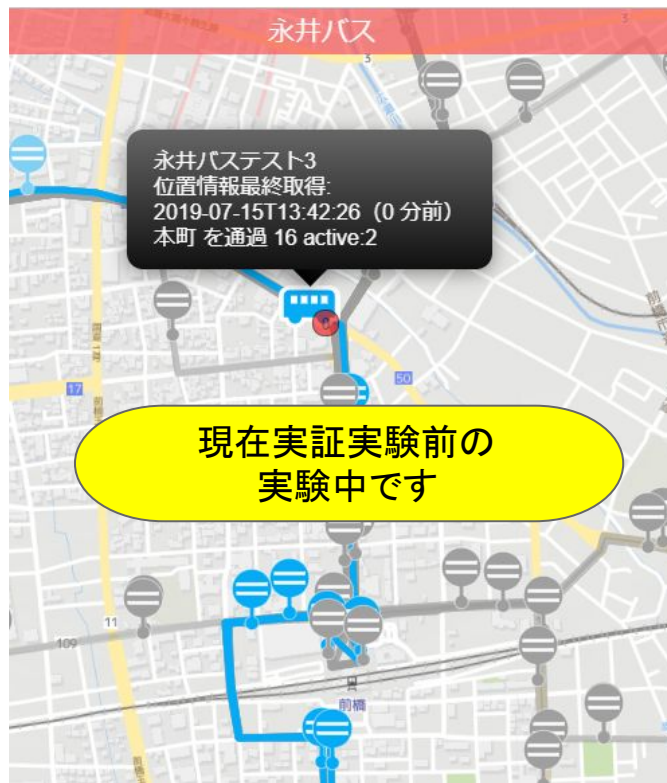 永井バス
3
3
永井バステスト3
位置情報最終取得:
2019-07-15T13:42:26（0 分前）
本町 を通過 16 active:2
17
50
現在実証実験前の
実験中です
11
109
前橋